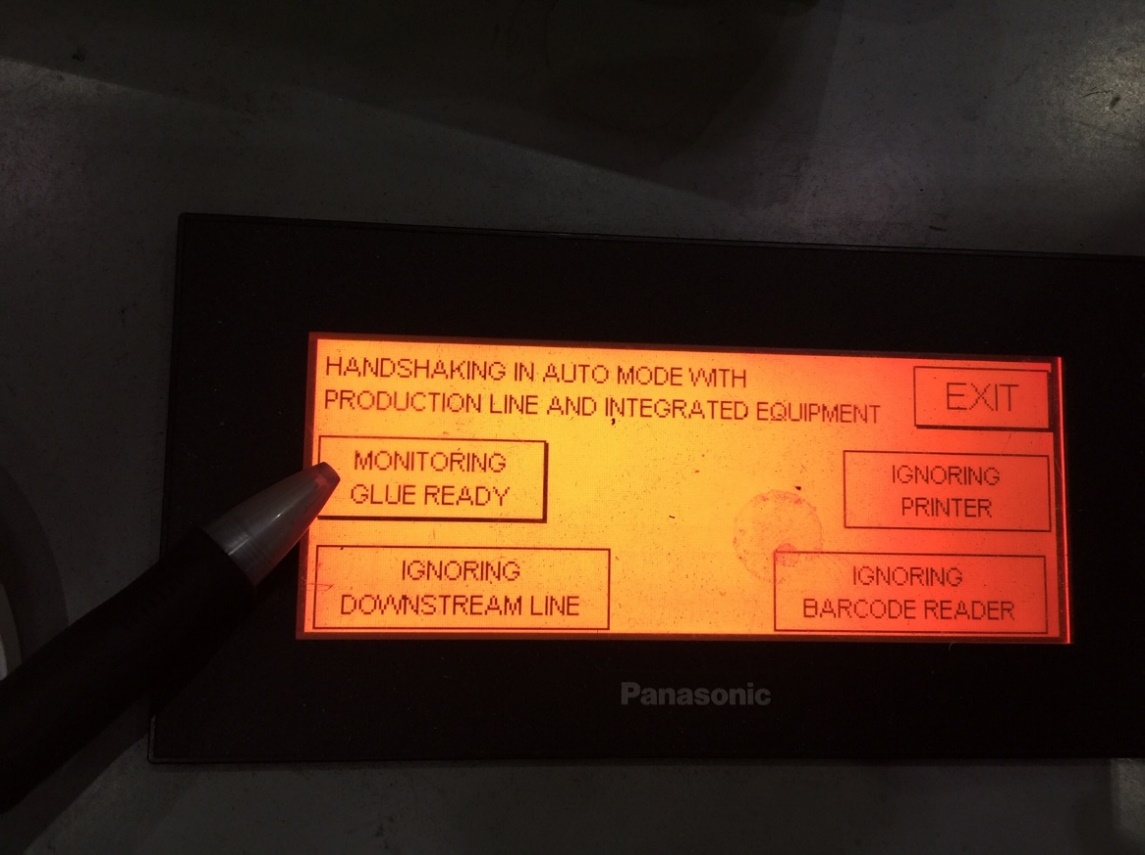 HANDSHAKING IN AUTO MODE WITH
PRODUCTION LINE AND INTEGRATED EQUIPMENT
EXIT
MONITORING
GLUE READY
IGNORING
PRINTER
IGNORING
DOWNSTREAM LINE
IGNORING
BARCODE READER
Panasonic